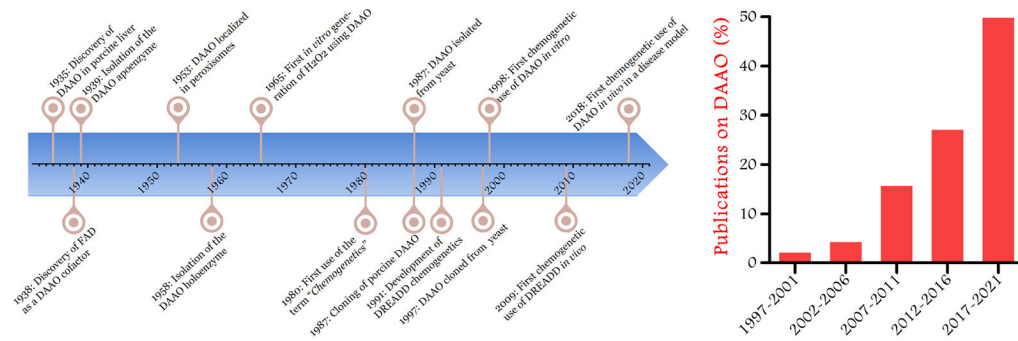 1935: Discovery of
DAAO in porcine liver
1939: Isolation of the
DAAO apoenzyme
1953: DAAO localized
in peroxisomes
1965: First in vitro gene-
ration of H2O2 using DAAO
1987: DAAO isolated
from yeast
1998: First chemogenetic
use of DAAO in vitro
2018: First chemogenetic use of
DAAO in vivo in a disease model
1940
1950
1960
1970
1980
1990
2000
2010
2020
1938: Discovery of FAD
as a DAAO cofactor
1958: Isolation of the
DAAO holoenzyme
1980: First use of the
term "Chemogenetics"
1987: Cloning of porcine DAAO
1991: Development of
DREADD chemogenetics
1997: DAAO cloned from yeast
2009: First chemogenetic
use of DREADD in vivo
Publications on DAAO (%)
50
40
30
20
10
0
1997-2001
2002-2006
2007-2011
2012-2016
2017-2021